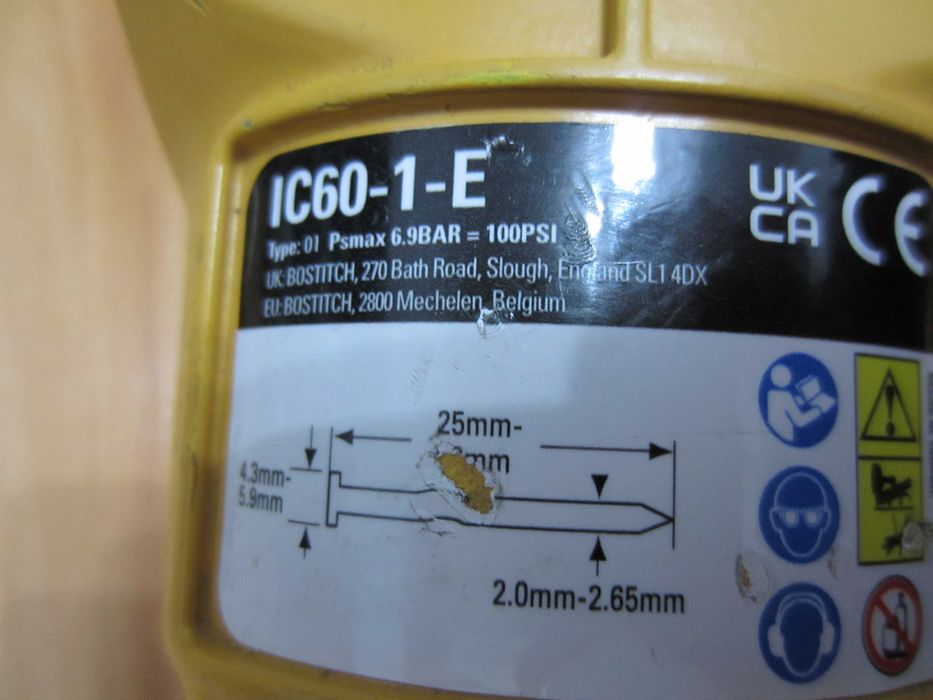 IC60-1-E
Type: 01 Psmax 6.9BAR = 100PSI
UK: BOSTITCH, 270 Bath Road, Slough, England SL1 4DX
EU: BOSTITCH, 2800 Mechelen, Belgium
UK
CA
CE
25mm-
4.3mm-
5.9mm
2.0mm-2.65mm